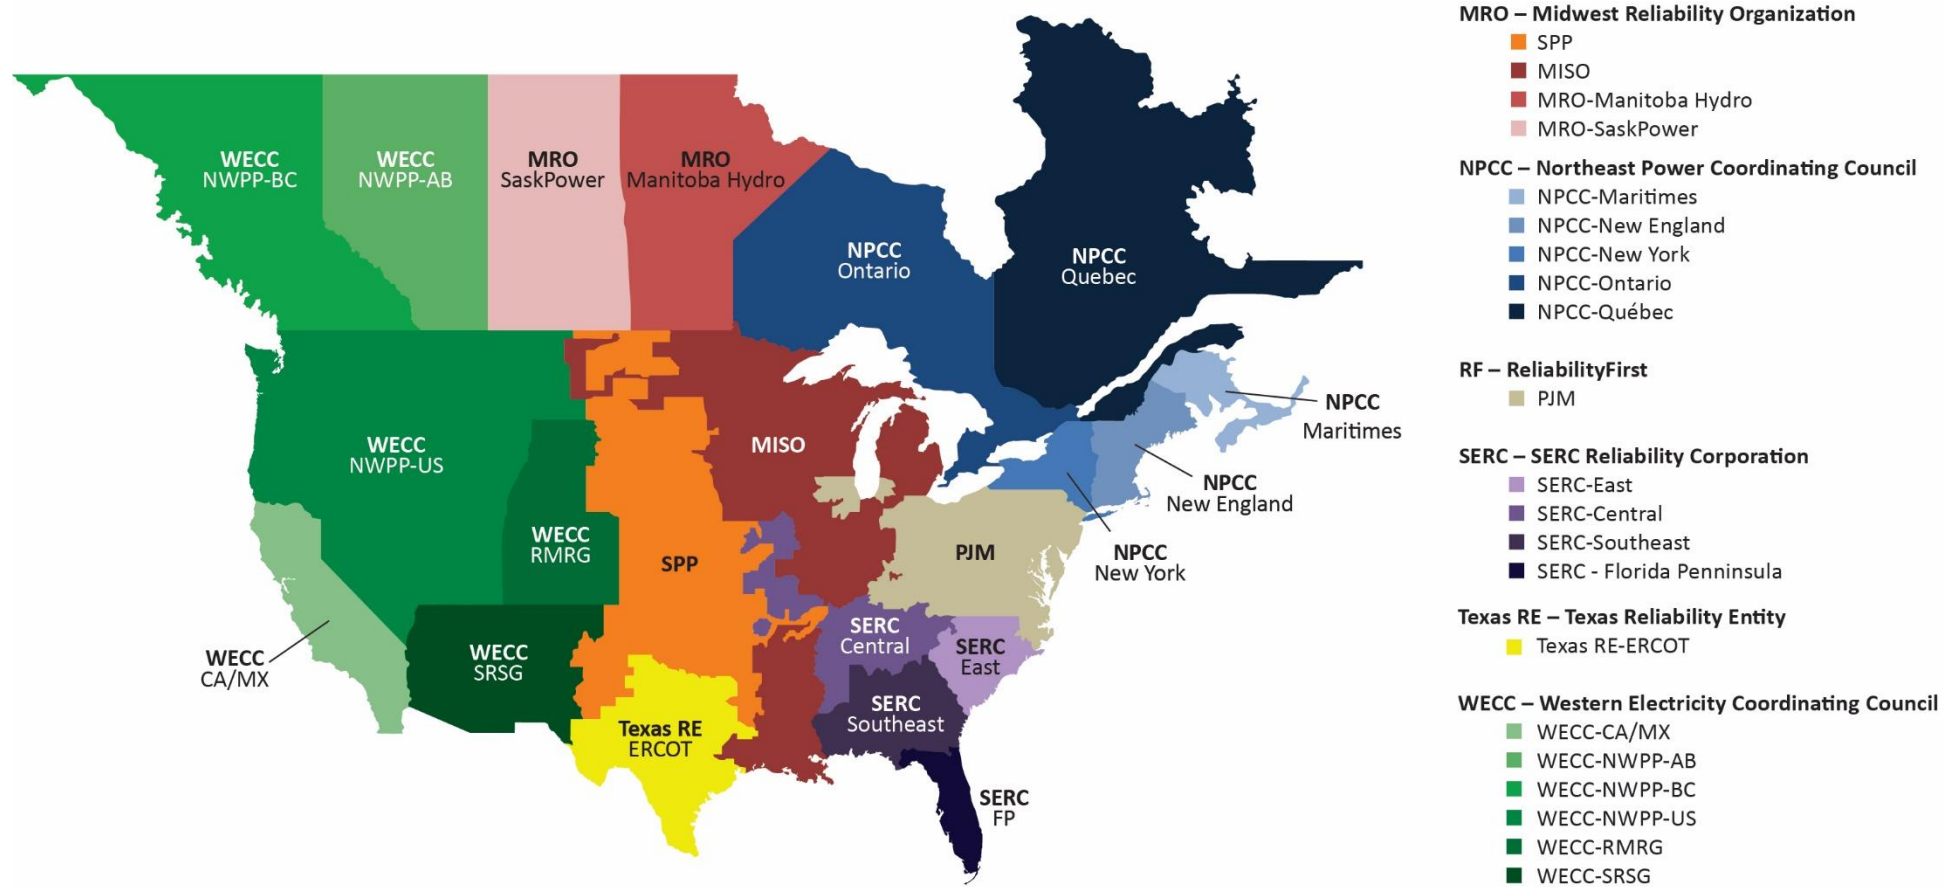 WECC
NWPP-BC
WECC
NWPP-AB
MRO
SaskPower
MRO
Manitoba Hydro
NPCC
Ontario
NPCC
Quebec
WECC
NWPP-US
MISO
NPCC
Maritimes
NPCC
New England
WECC
RMRG
SPP
PJM
NPCC
New York
WECC
CA/MX
WECC
SRSG
SERC
Central
SERC
East
Texas RE
ERCOT
SERC
Southeast
SERC
FP
MRO – Midwest Reliability Organization
SPP
MISO
MRO-Manitoba Hydro
MRO-SaskPower
NPCC – Northeast Power Coordinating Council
NPCC-Maritimes
NPCC-New England
NPCC-New York
NPCC-Ontario
NPCC-Québec
RF – ReliabilityFirst
PJM
SERC – SERC Reliability Corporation
SERC-East
SERC-Central
SERC-Southeast
SERC - Florida Penninsula
Texas RE – Texas Reliability Entity
Texas RE-ERCOT
WECC – Western Electricity Coordinating Council
WECC-CA/MX
WECC-NWPP-AB
WECC-NWPP-BC
WECC-NWPP-US
WECC-RMRG
WECC-SRSG